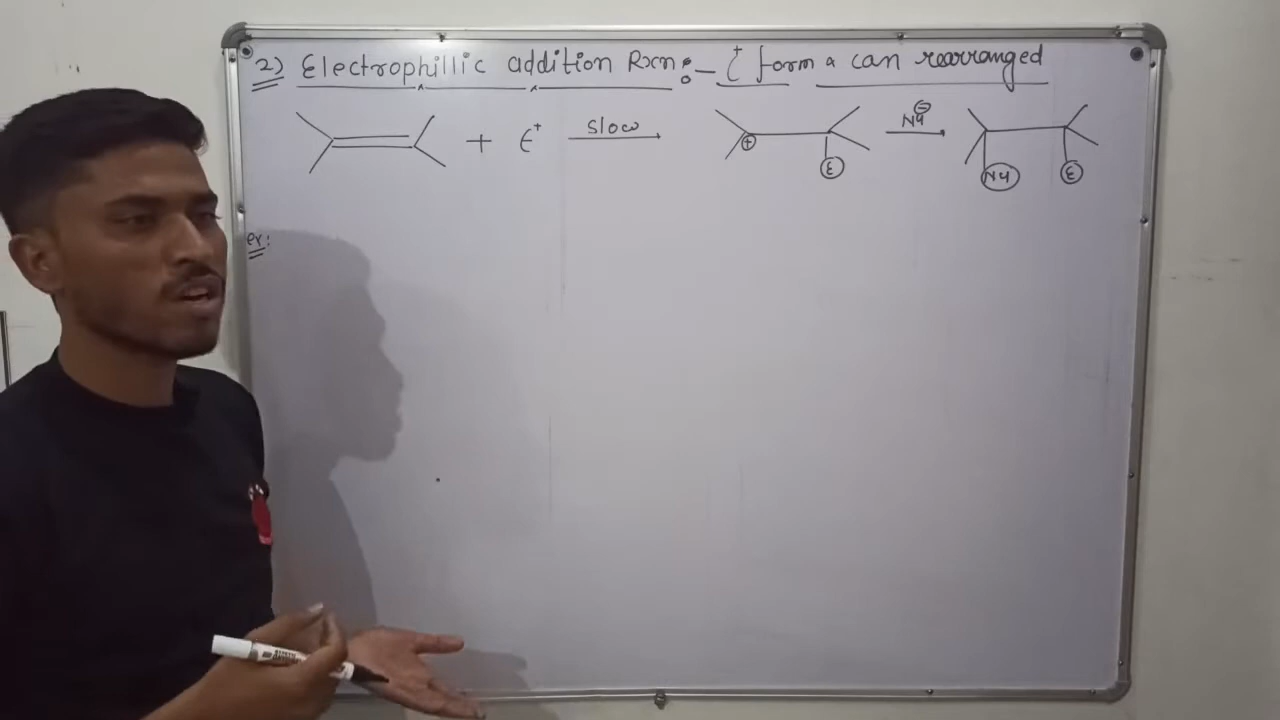 2) Electrophillic addition Rxn:- C⁺ form & can rearranged
+ E⁺ slow ⊕ E Nu⊖ Nu E
ex: